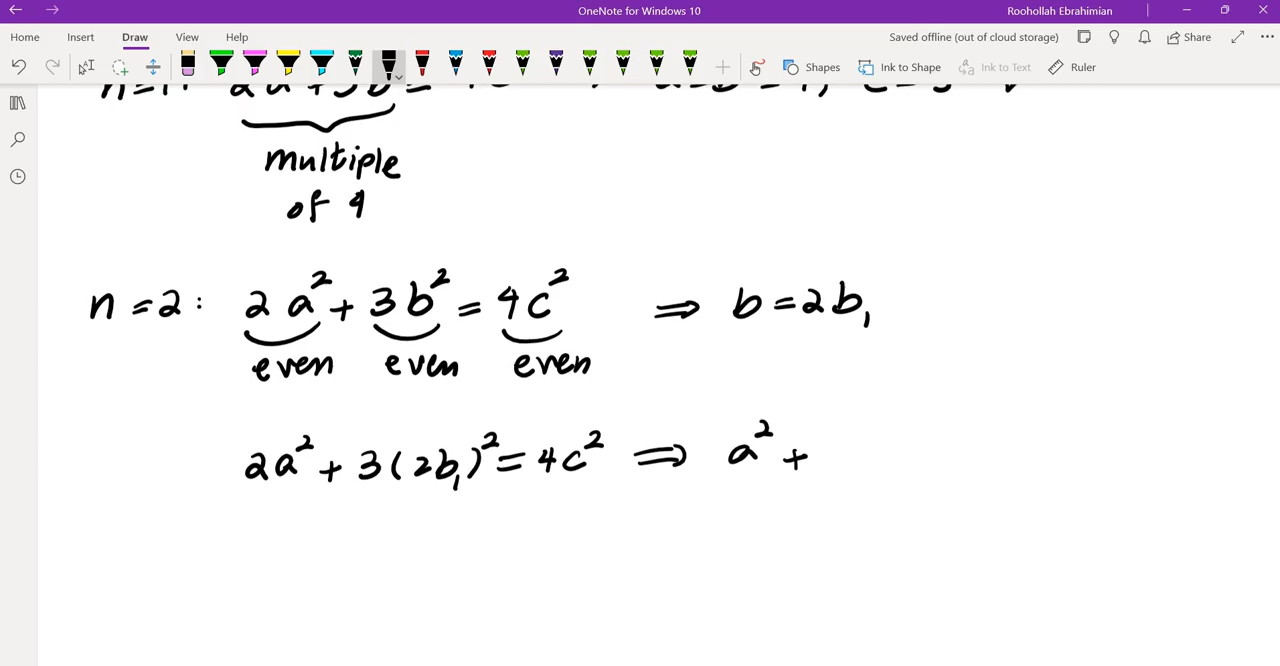 OneNote for Windows 10
Roohollah Ebrahimian
Home Insert Draw View Help
Saved offline (out of cloud storage) Share
Shapes Ink to Shape Ink to Text Ruler
multiple
of 4
n = 2 : 2a² + 3b² = 4c² ⇒ b = 2b₁
even even even
2a² + 3(2b₁)² = 4c² ⇒ a² +